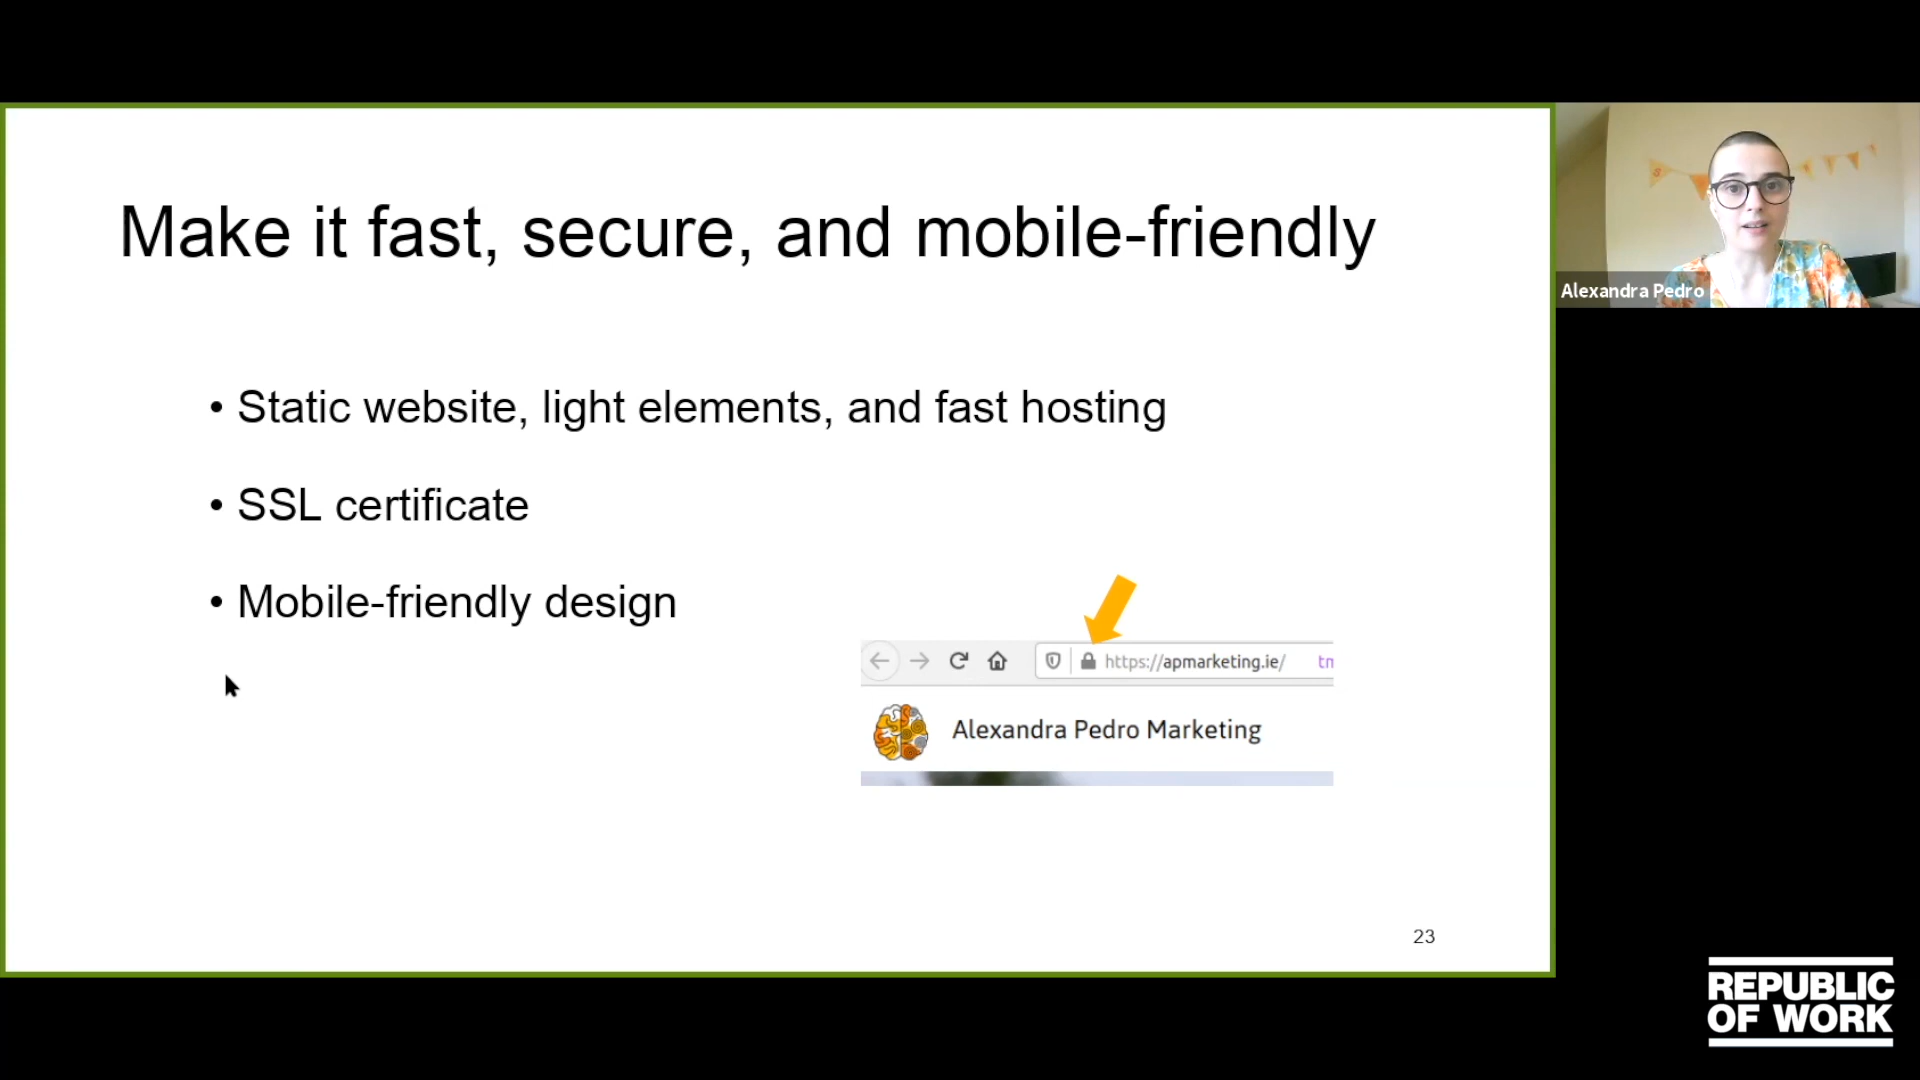 Make it fast, secure, and mobile-friendly
• Static website, light elements, and fast hosting
• SSL certificate
• Mobile-friendly design
https://apmarketing.ie/ tm
Alexandra Pedro Marketing
23
Alexandra Pedro
REPUBLIC
OF WORK